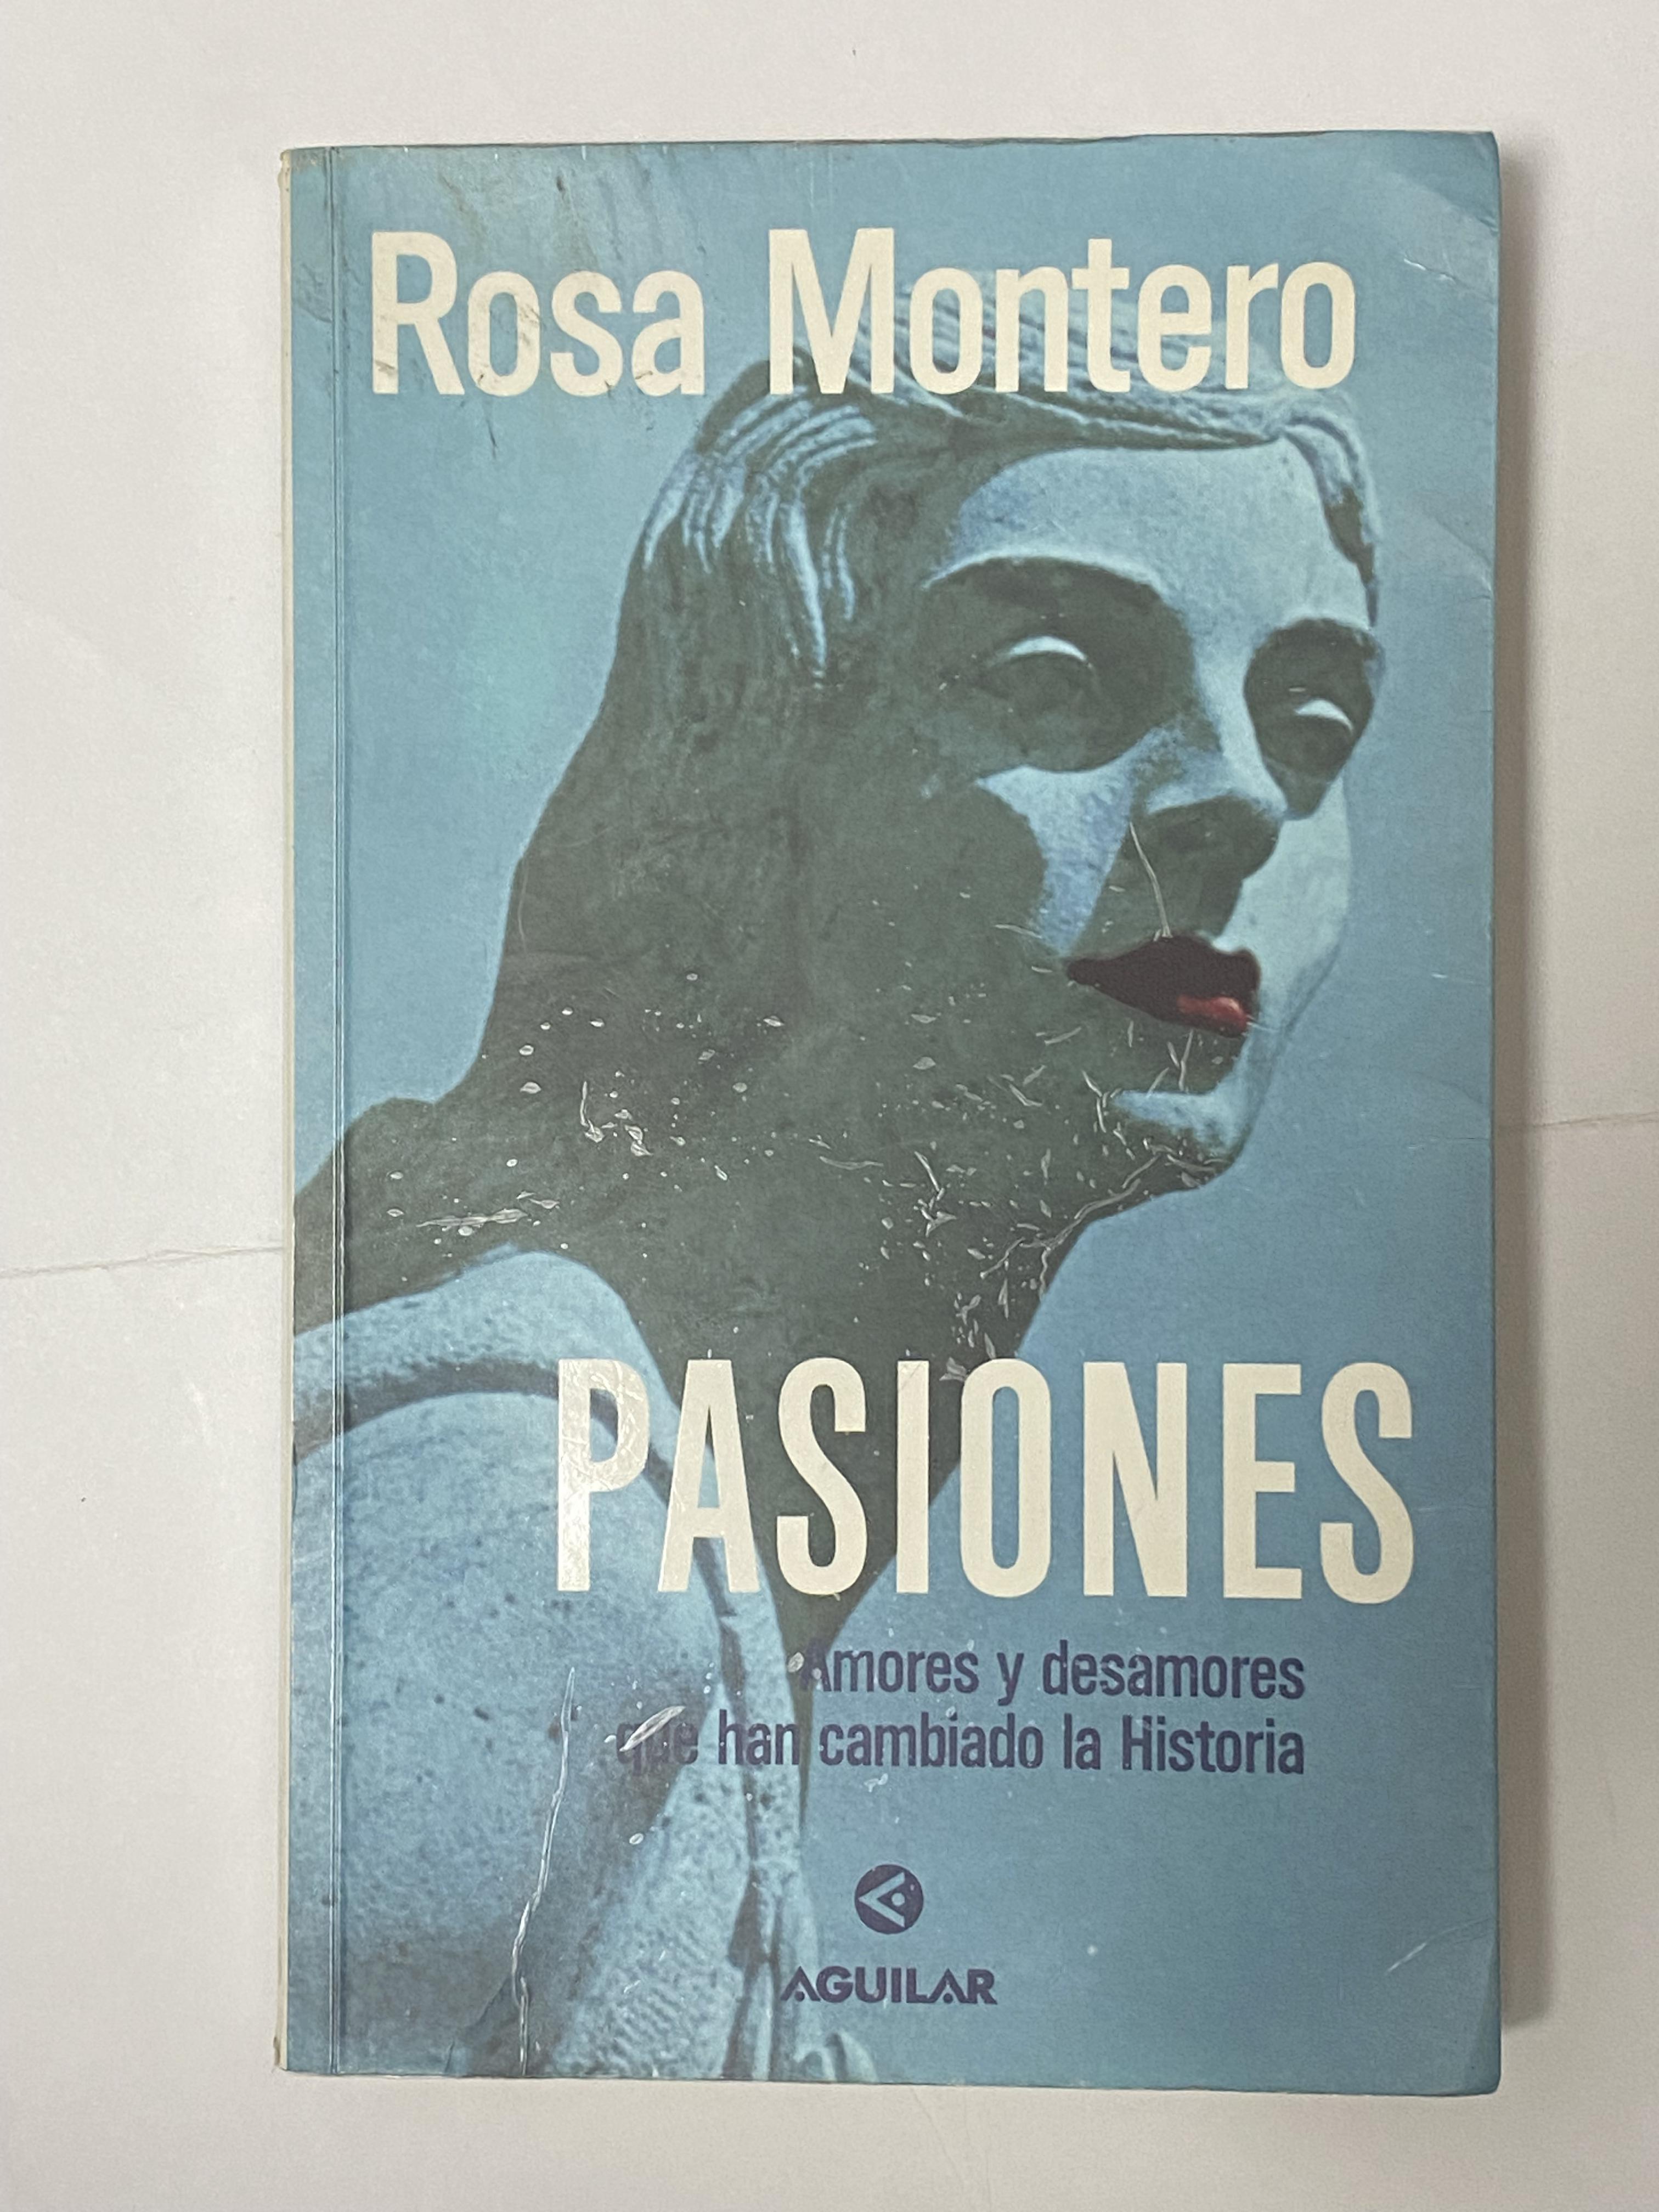 Rosa Montero
PASIONES
Amores y desamores
que han cambiado la Historia
AGUILAR